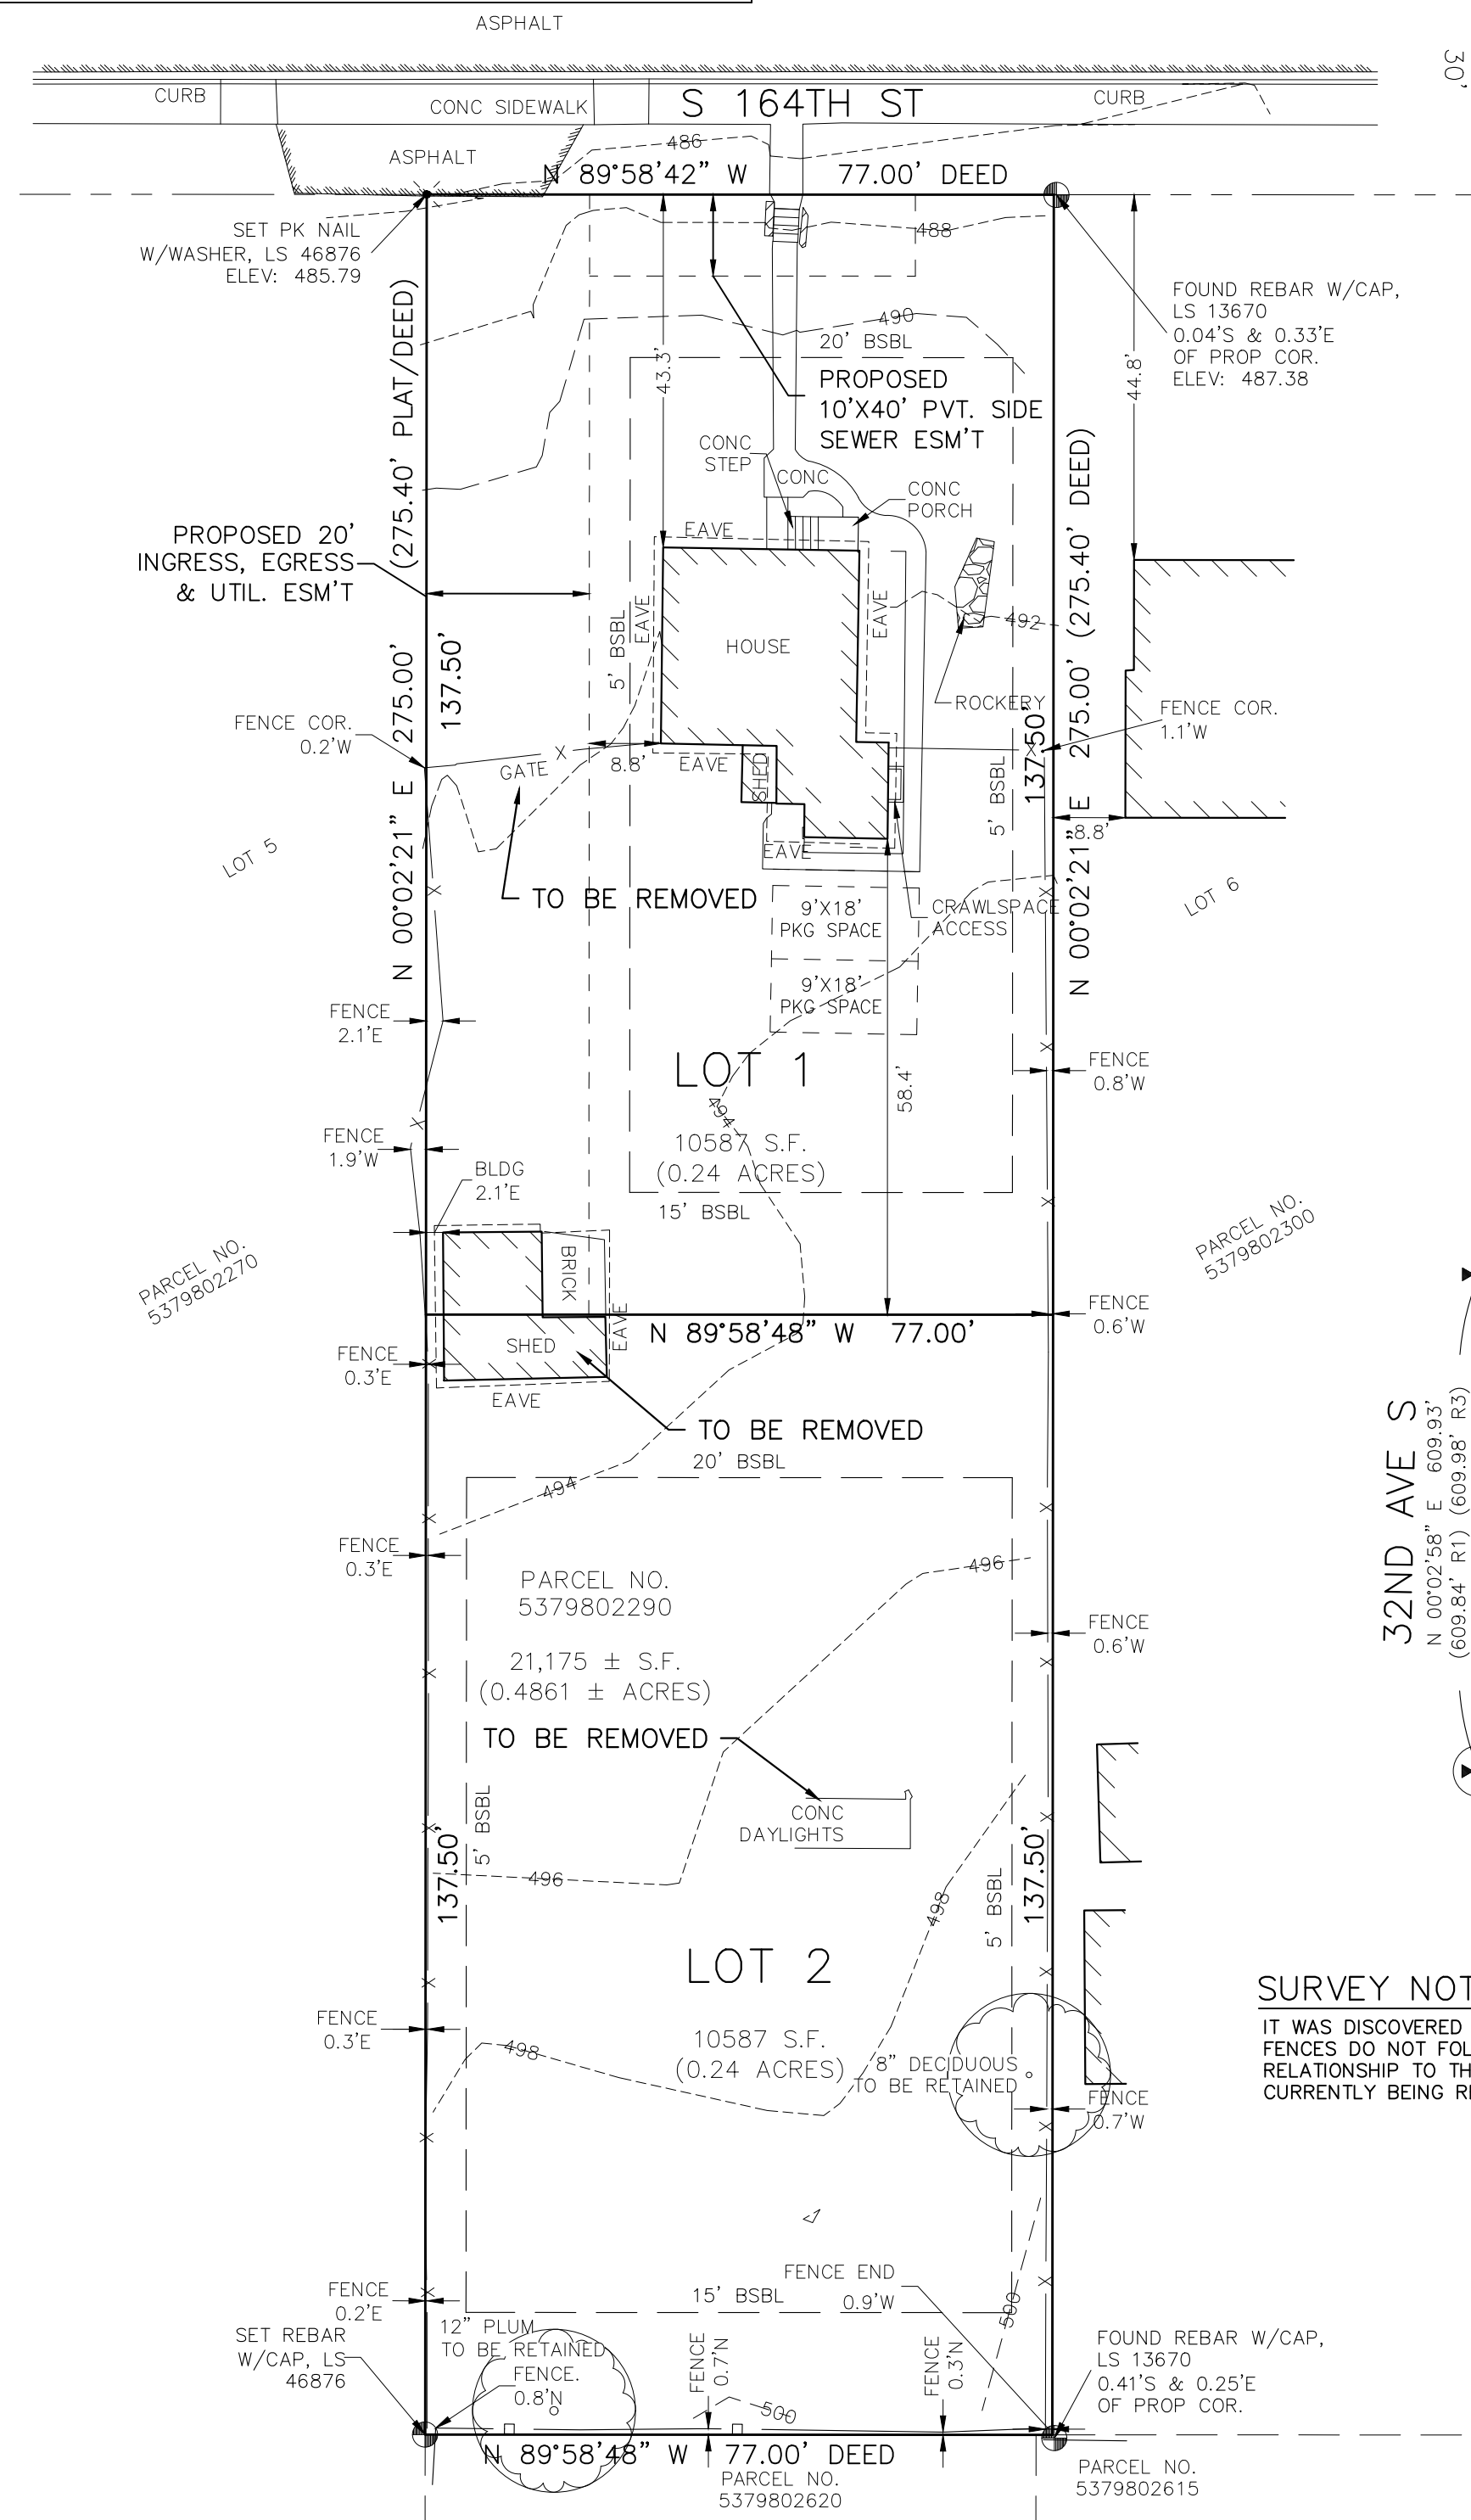 ASPHALT
30'
CURB
CONC SIDEWALK
S 164TH ST
CURB
ASPHALT
486
N 89°58'42" W 77.00' DEED
SET PK NAIL
W/WASHER, LS 46876
ELEV: 485.79
488
FOUND REBAR W/CAP,
LS 13670
0.04'S & 0.33'E
OF PROP COR.
ELEV: 487.38
490
20' BSBL
43.3'
44.8'
PROPOSED
10'X40' PVT. SIDE
SEWER ESM'T
CONC
STEP
CONC
CONC
PORCH
PROPOSED 20'
INGRESS, EGRESS
& UTIL. ESM'T
N 00°02'21" E 275.00' (275.40' PLAT/DEED)
137.50'
EAVE
EAVE
5' BSBL
HOUSE
EAVE
492
ROCKERY
N 00°02'21" E 275.00' (275.40' DEED)
137.50'
FENCE COR.
0.2'W
FENCE COR.
1.1'W
GATE
8.8'
EAVE
SHED
5' BSBL
8.8'
EAVE
LOT 5
LOT 6
TO BE REMOVED
9'X18'
PKG SPACE
CRAWLSPACE
ACCESS
9'X18'
PKG SPACE
FENCE
2.1'E
LOT 1
58.4'
FENCE
0.8'W
494
10587 S.F.
(0.24 ACRES)
FENCE
1.9'W
BLDG
2.1'E
15' BSBL
PARCEL NO.
5379802270
PARCEL NO.
5379802300
BRICK
FENCE
0.6'W
N 89°58'48" W 77.00'
SHED
EAVE
FENCE
0.3'E
EAVE
TO BE REMOVED
20' BSBL
494
32ND AVE S
N 00°02'58" E 609.93'
(609.84' R1) (609.98' R3)
FENCE
0.3'E
496
PARCEL NO.
5379802290
FENCE
0.6'W
21,175 ± S.F.
(0.4861 ± ACRES)
TO BE REMOVED
CONC
DAYLIGHTS
137.50'
5' BSBL
496
498
5' BSBL
137.50'
LOT 2
SURVEY NOT
IT WAS DISCOVERED
FENCES DO NOT FOL
RELATIONSHIP TO TH
CURRENTLY BEING R
FENCE
0.3'E
498
10587 S.F.
(0.24 ACRES)
8" DECIDUOUS
TO BE RETAINED
FENCE
0.7'W
FENCE
0.2'E
15' BSBL
FENCE END
0.9'W
500
SET REBAR
W/CAP, LS
46876
12" PLUM
TO BE RETAINED
FENCE.
0.8'N
FENCE
0.7'N
FENCE
0.3'N
FOUND REBAR W/CAP,
LS 13670
0.41'S & 0.25'E
OF PROP COR.
500
N 89°58'48" W 77.00' DEED
PARCEL NO.
5379802620
PARCEL NO.
5379802615